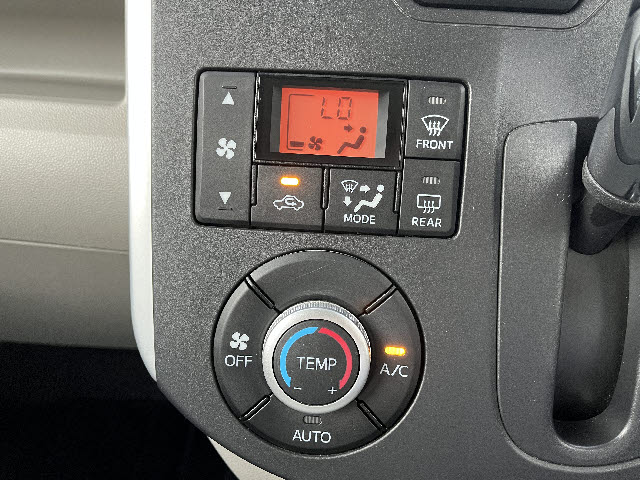 LO
FRONT
MODE
REAR
OFF
TEMP
A/C
- +
AUTO